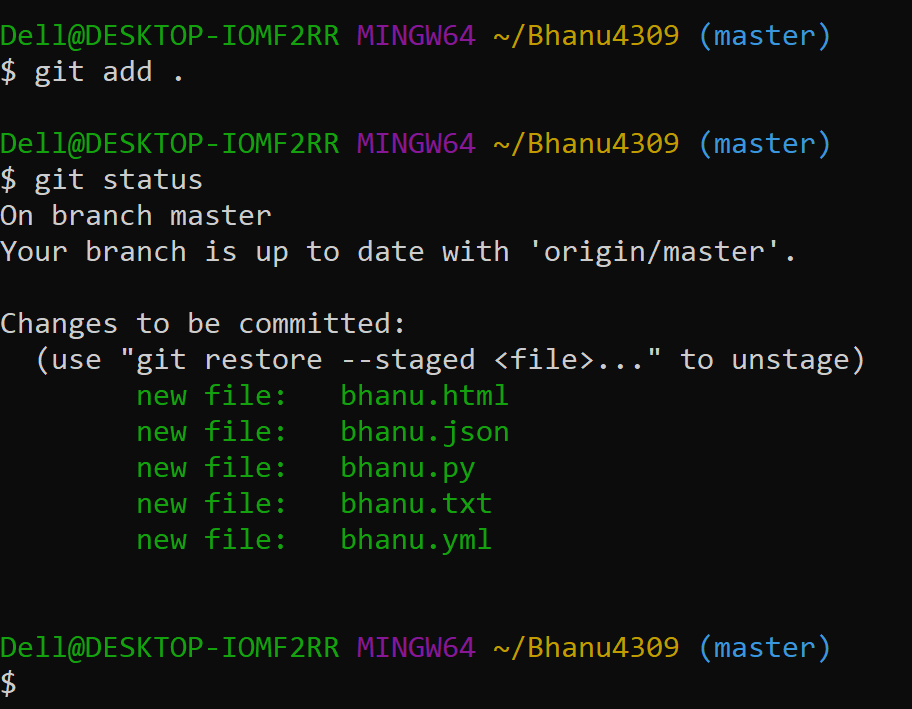 Dell@DESKTOP-IOMF2RR MINGW64 ~/Bhanu4309 (master)
$ git add .
Dell@DESKTOP-IOMF2RR MINGW64 ~/Bhanu4309 (master)
$ git status
On branch master
Your branch is up to date with 'origin/master'.
Changes to be committed:
  (use "git restore --staged <file>..." to unstage)
        new file:   bhanu.html
        new file:   bhanu.json
        new file:   bhanu.py
        new file:   bhanu.txt
        new file:   bhanu.yml
Dell@DESKTOP-IOMF2RR MINGW64 ~/Bhanu4309 (master)
$